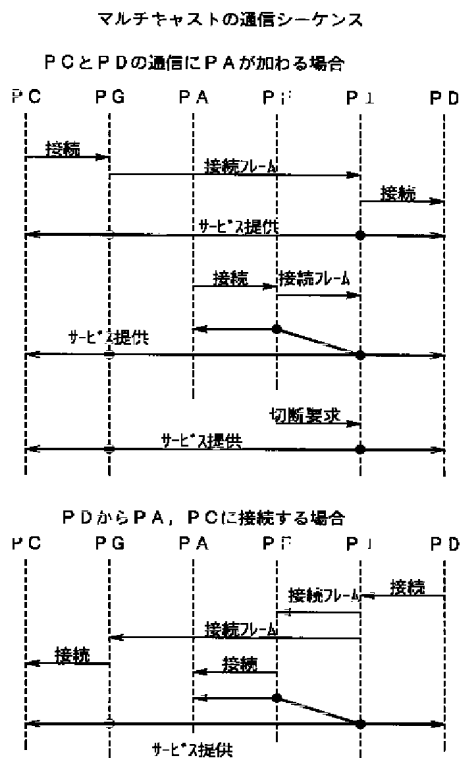 マルチキャストの通信シーケンス
PCとPDの通信にPAが加わる場合
PC PG PA PD
接続
接続フレーム
接続
サービス提供
接続 接続フレーム
サービス提供
切断要求
サービス提供
PDからPA，PCに接続する場合
PC PG PA PD
接続
接続フレーム
接続フレーム
接続 接続
サービス提供